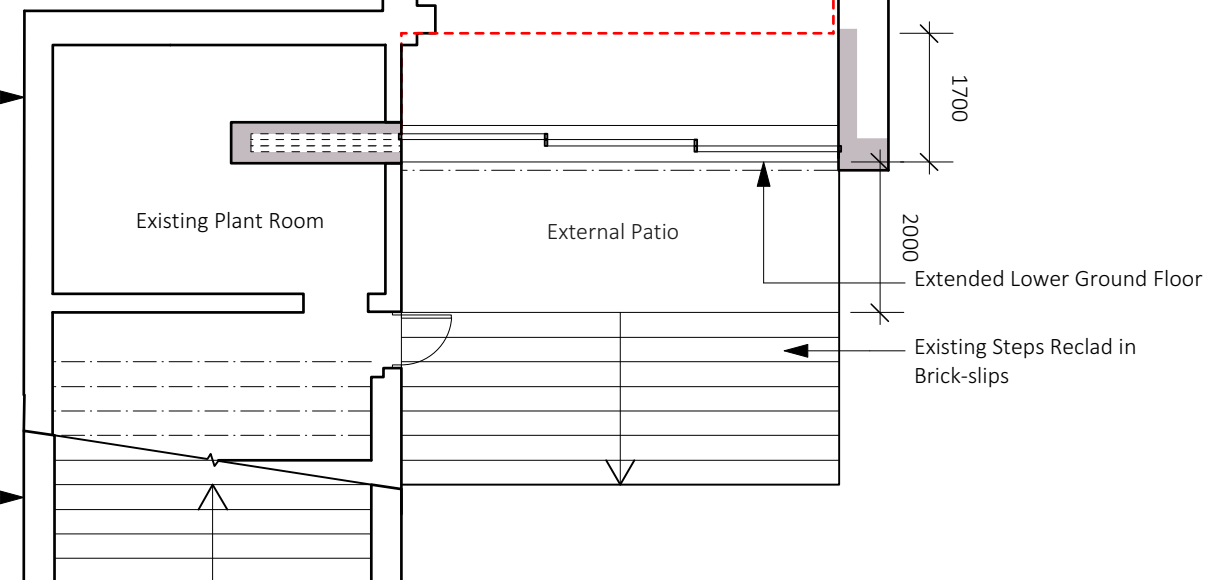 1700
Existing Plant Room
External Patio
2000
Extended Lower Ground Floor
Existing Steps Reclad in
Brick-slips